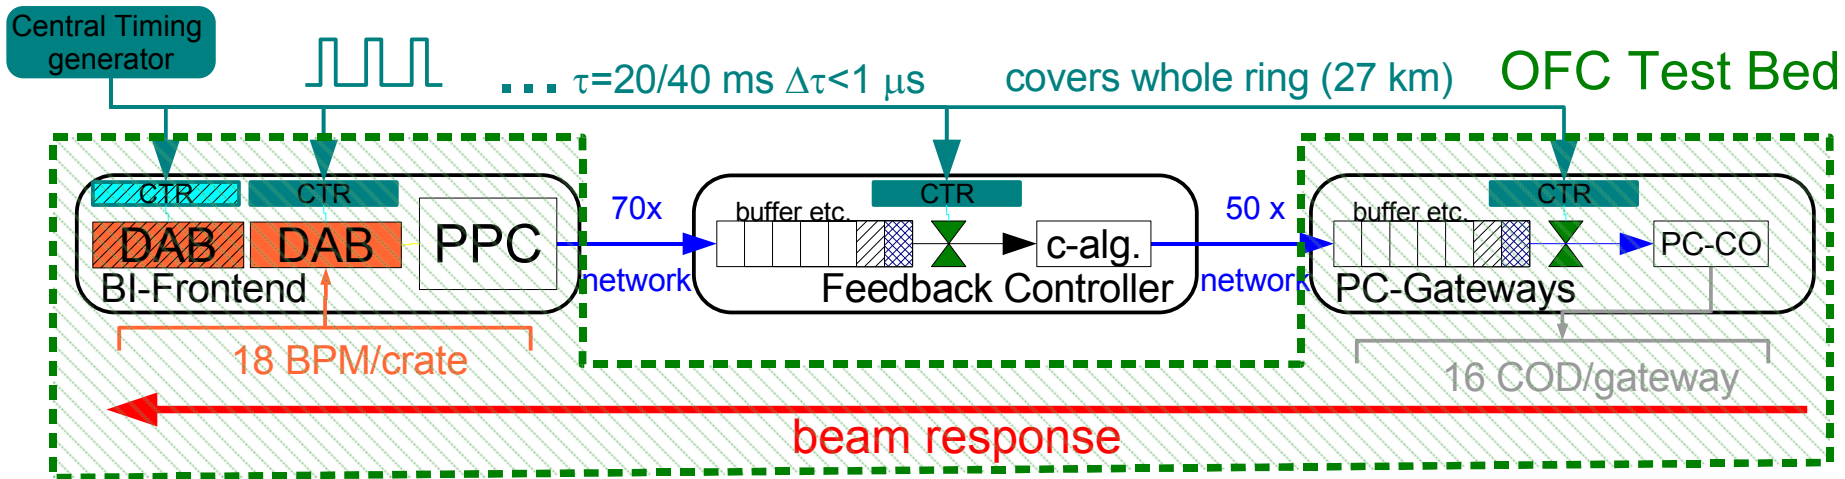 Central Timing
generator
... τ=20/40 ms Δτ<1 μs
covers whole ring (27 km)
OFC Test Bed
CTR
CTR
DAB
DAB
PPC
BI-Frontend
18 BPM/crate
70x
network
CTR
buffer etc.
c-alg.
Feedback Controller
50 x
network
CTR
buffer etc.
PC-CO
PC-Gateways
16 COD/gateway
beam response